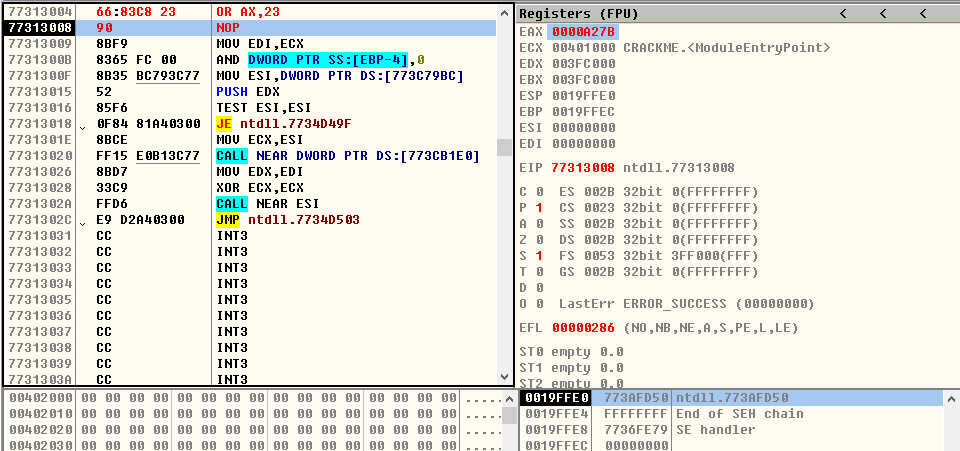 77313004 66:83C8 23 OR AX,23
77313008 90 NOP
77313009 8BF9 MOV EDI,ECX
7731300B 8365 FC 00 AND DWORD PTR SS:[EBP-4],0
7731300F 8B35 BC793C77 MOV ESI,DWORD PTR DS:[773C79BC]
77313015 52 PUSH EDX
77313016 85F6 TEST ESI,ESI
77313018 0F84 81A40300 JE ntdll.7734D49F
7731301E 8BCE MOV ECX,ESI
77313020 FF15 E0B13C77 CALL NEAR DWORD PTR DS:[773CB1E0]
77313026 8BD7 MOV EDX,EDI
77313028 33C9 XOR ECX,ECX
7731302A FFD6 CALL NEAR ESI
7731302C E9 D2A40300 JMP ntdll.7734D503
77313031 CC INT3
77313032 CC INT3
77313033 CC INT3
77313034 CC INT3
77313035 CC INT3
77313036 CC INT3
77313037 CC INT3
77313038 CC INT3
77313039 CC INT3
7731303A CC INT3
Registers (FPU) < < <
EAX 0000A27B
ECX 00401000 CRACKME.<ModuleEntryPoint>
EDX 003FC000
EBX 003FC000
ESP 0019FFE0
EBP 0019FFEC
ESI 00000000
EDI 00000000
EIP 77313008 ntdll.77313008
C 0 ES 002B 32bit 0(FFFFFFFF)
P 1 CS 0023 32bit 0(FFFFFFFF)
A 0 SS 002B 32bit 0(FFFFFFFF)
Z 0 DS 002B 32bit 0(FFFFFFFF)
S 1 FS 0053 32bit 3FF000(FFF)
T 0 GS 002B 32bit 0(FFFFFFFF)
D 0
O 0 LastErr ERROR_SUCCESS (00000000)
EFL 00000286 (NO,NB,NE,A,S,PE,L,LE)
ST0 empty 0.0
ST1 empty 0.0
ST2 empty 0.0
00402000 00 00 00 00 00 00 00 00 00 00 00 00 00 00 00 00 .....
00402010 00 00 00 00 00 00 00 00 00 00 00 00 00 00 00 00 .....
00402020 00 00 00 00 00 00 00 00 00 00 00 00 00 00 00 00 .....
00402030 00 00 00 00 00 00 00 00 00 00 00 00 00 00 00 00 .....
0019FFE0 773AFD50 ntdll.773AFD50
0019FFE4 FFFFFFFF End of SEH chain
0019FFE8 7736FE79 SE handler
0019FFEC 00000000